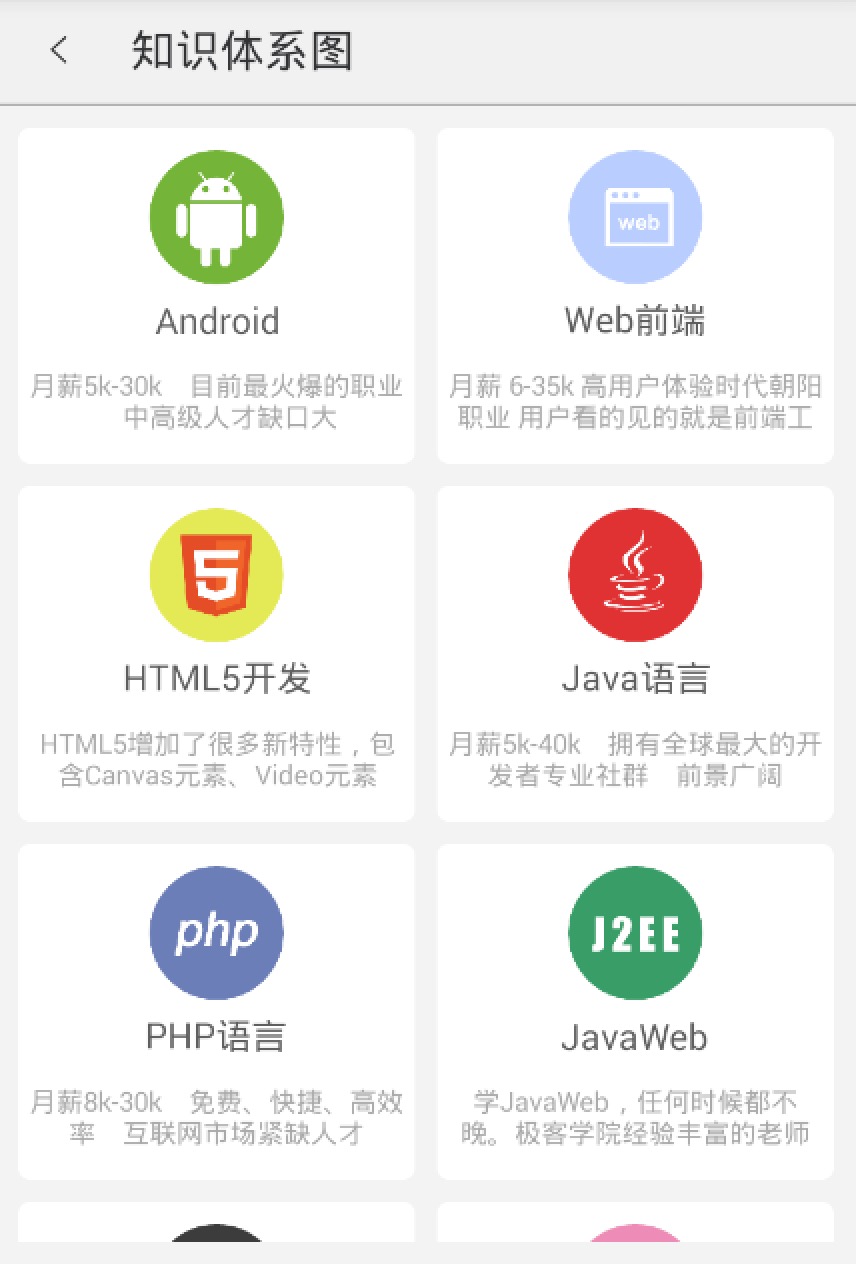 知识体系图
web
Android
Web前端
月薪5k-30k 目前最火爆的职业
中高级人才缺口大
月薪 6-35k 高用户体验时代朝阳
职业 用户看的见的就是前端工
5
HTML5开发
Java语言
HTML5增加了很多新特性，包
含Canvas元素、Video元素
月薪5k-40k 拥有全球最大的开
发者专业社群 前景广阔
php
J2EE
PHP语言
JavaWeb
月薪8k-30k 免费、快捷、高效
率 互联网市场紧缺人才
学JavaWeb，任何时候都不
晚。极客学院经验丰富的老师